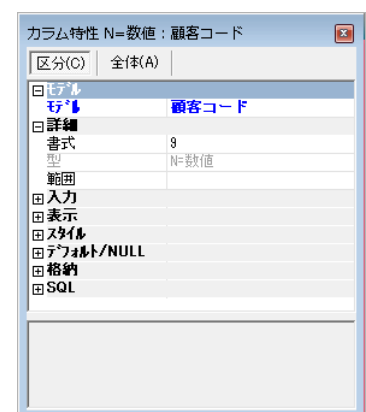 カラム特性 N=数値：顧客コード
区分(C) 全体(A)
ﾓﾃﾞﾙ
ﾓﾃﾞﾙ 顧客コード
詳細
書式 9
型 N=数値
範囲
入力
表示
ｽﾀｲﾙ
ﾃﾞﾌｫﾙﾄ/NULL
格納
SQL